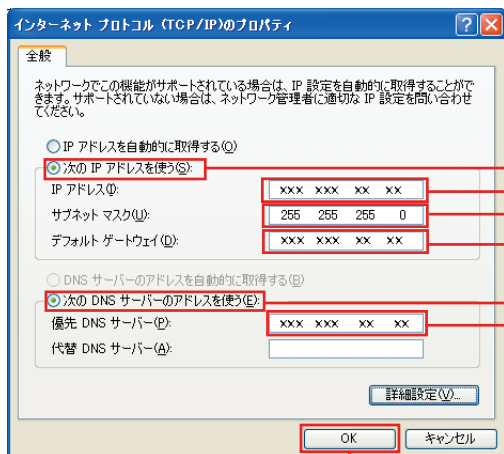 インターネット プロトコル (TCP/IP)のプロパティ
全般
ネットワークでこの機能がサポートされている場合は、IP 設定を自動的に取得することがで
きます。サポートされていない場合は、ネットワーク管理者に適切な IP 設定を問い合わせ
てください。
IP アドレスを自動的に取得する(O)
次の IP アドレスを使う(S):
IP アドレス(I): xxx xxx xx xx
サブネット マスク(U): 255 255 255 0
デフォルト ゲートウェイ(D): xxx xxx xx xx
DNS サーバーのアドレスを自動的に取得する(B)
次の DNS サーバーのアドレスを使う(E):
優先 DNS サーバー(P): xxx xxx xx xx
代替 DNS サーバー(A):
詳細設定(V)...
OK キャンセル